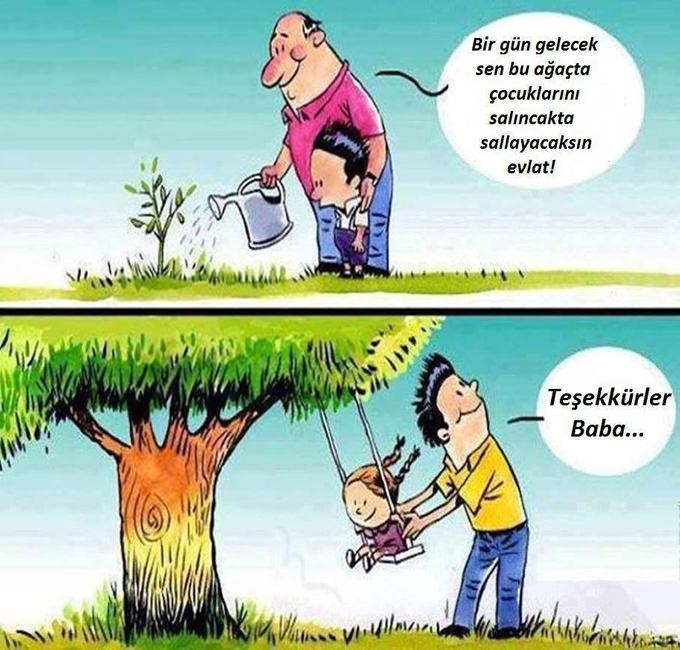 Bir gün gelecek
sen bu ağaçta
çocuklarını
salıncakta
sallayacaksın
evlat!
Teşekkürler
Baba...